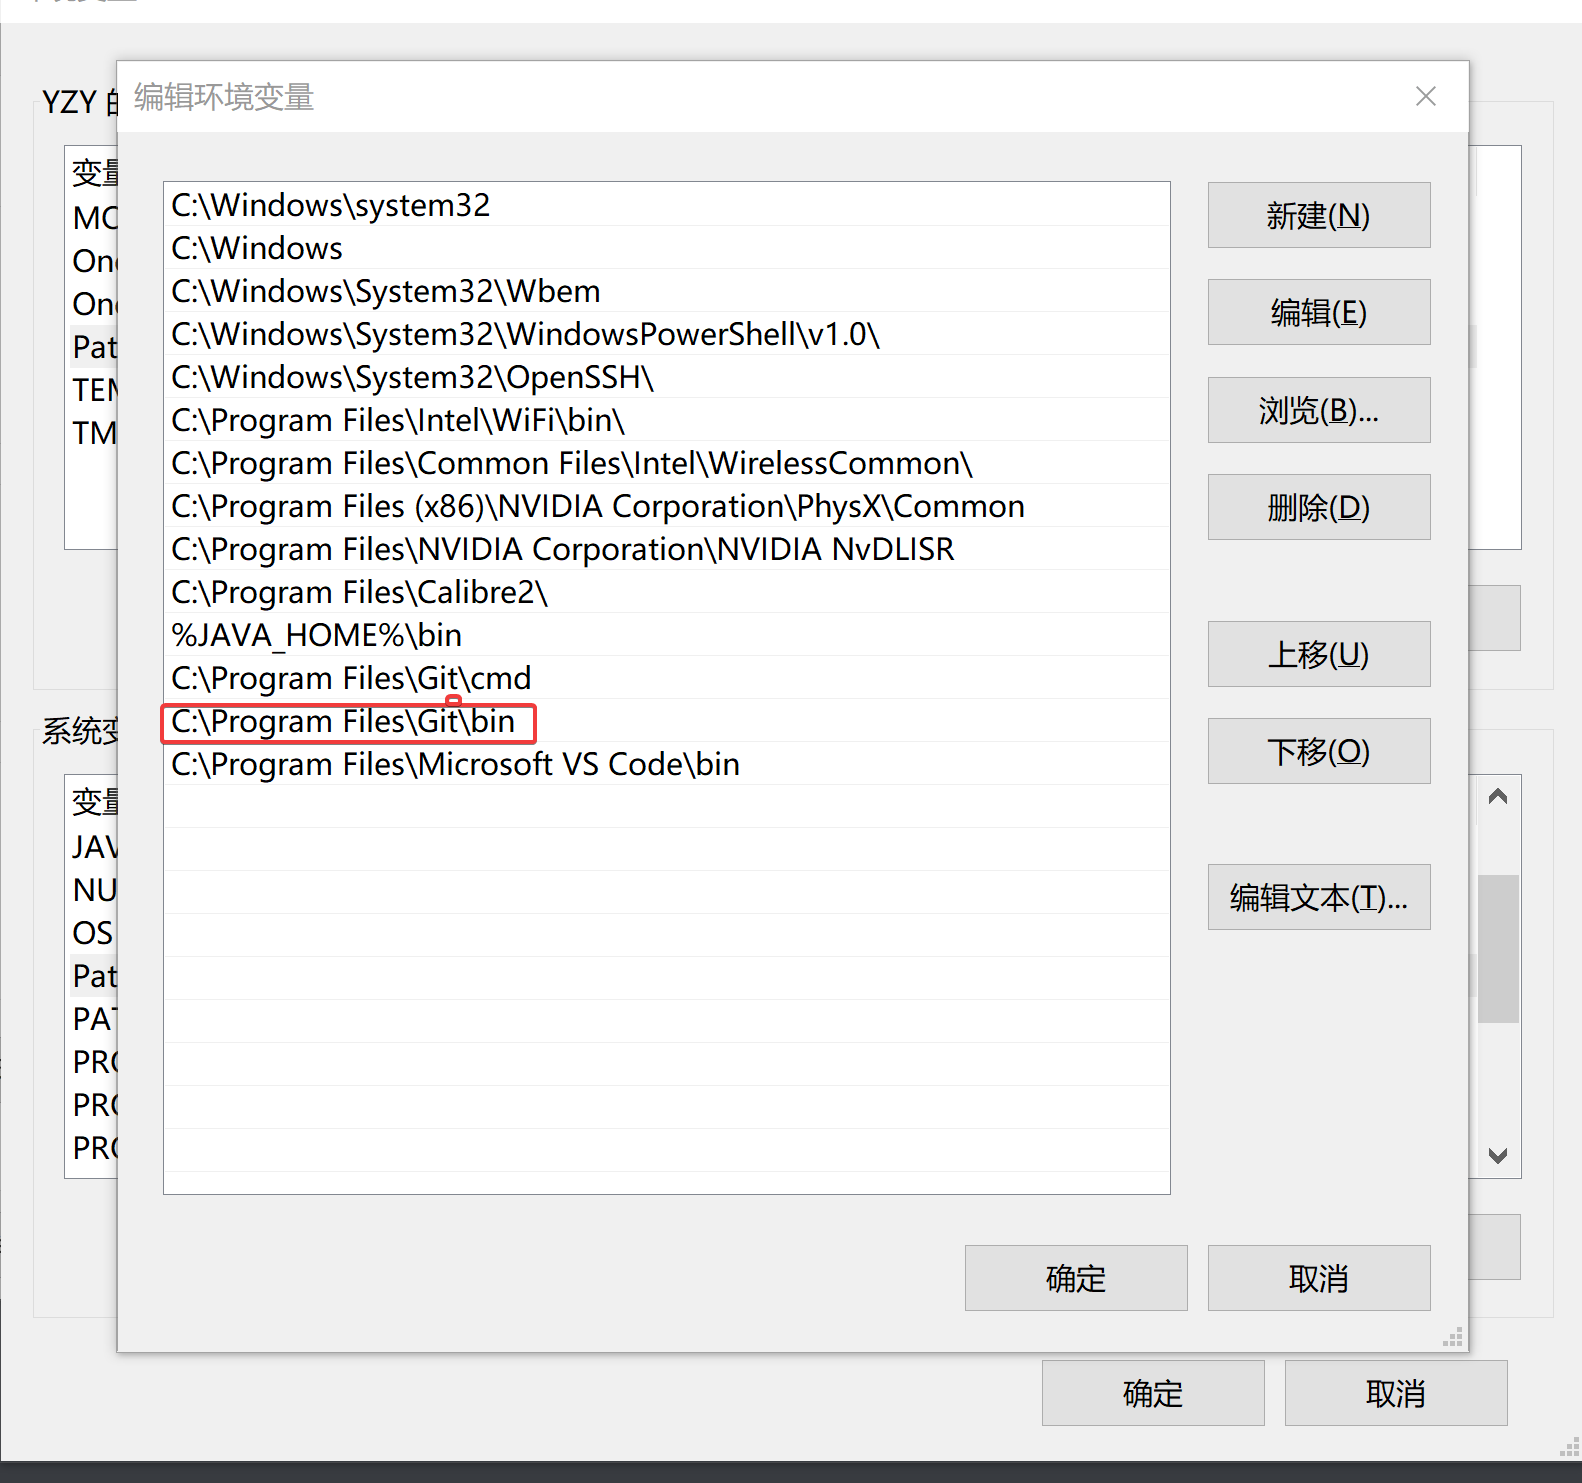 YZY
编辑环境变量
变量
MO
On
On
Pat
TEM
TM
C:\Windows\system32
C:\Windows
C:\Windows\System32\Wbem
C:\Windows\System32\WindowsPowerShell\v1.0\
C:\Windows\System32\OpenSSH\
C:\Program Files\Intel\WiFi\bin\
C:\Program Files\Common Files\Intel\WirelessCommon\
C:\Program Files (x86)\NVIDIA Corporation\PhysX\Common
C:\Program Files\NVIDIA Corporation\NVIDIA NvDLISR
C:\Program Files\Calibre2\
%JAVA_HOME%\bin
C:\Program Files\Git\cmd
C:\Program Files\Git\bin
C:\Program Files\Microsoft VS Code\bin
新建(N)
编辑(E)
浏览(B)...
删除(D)
上移(U)
下移(O)
编辑文本(T)...
系统变
变量
JAV
NU
OS
Pat
PAT
PRO
PRO
PRO
确定
取消
确定
取消